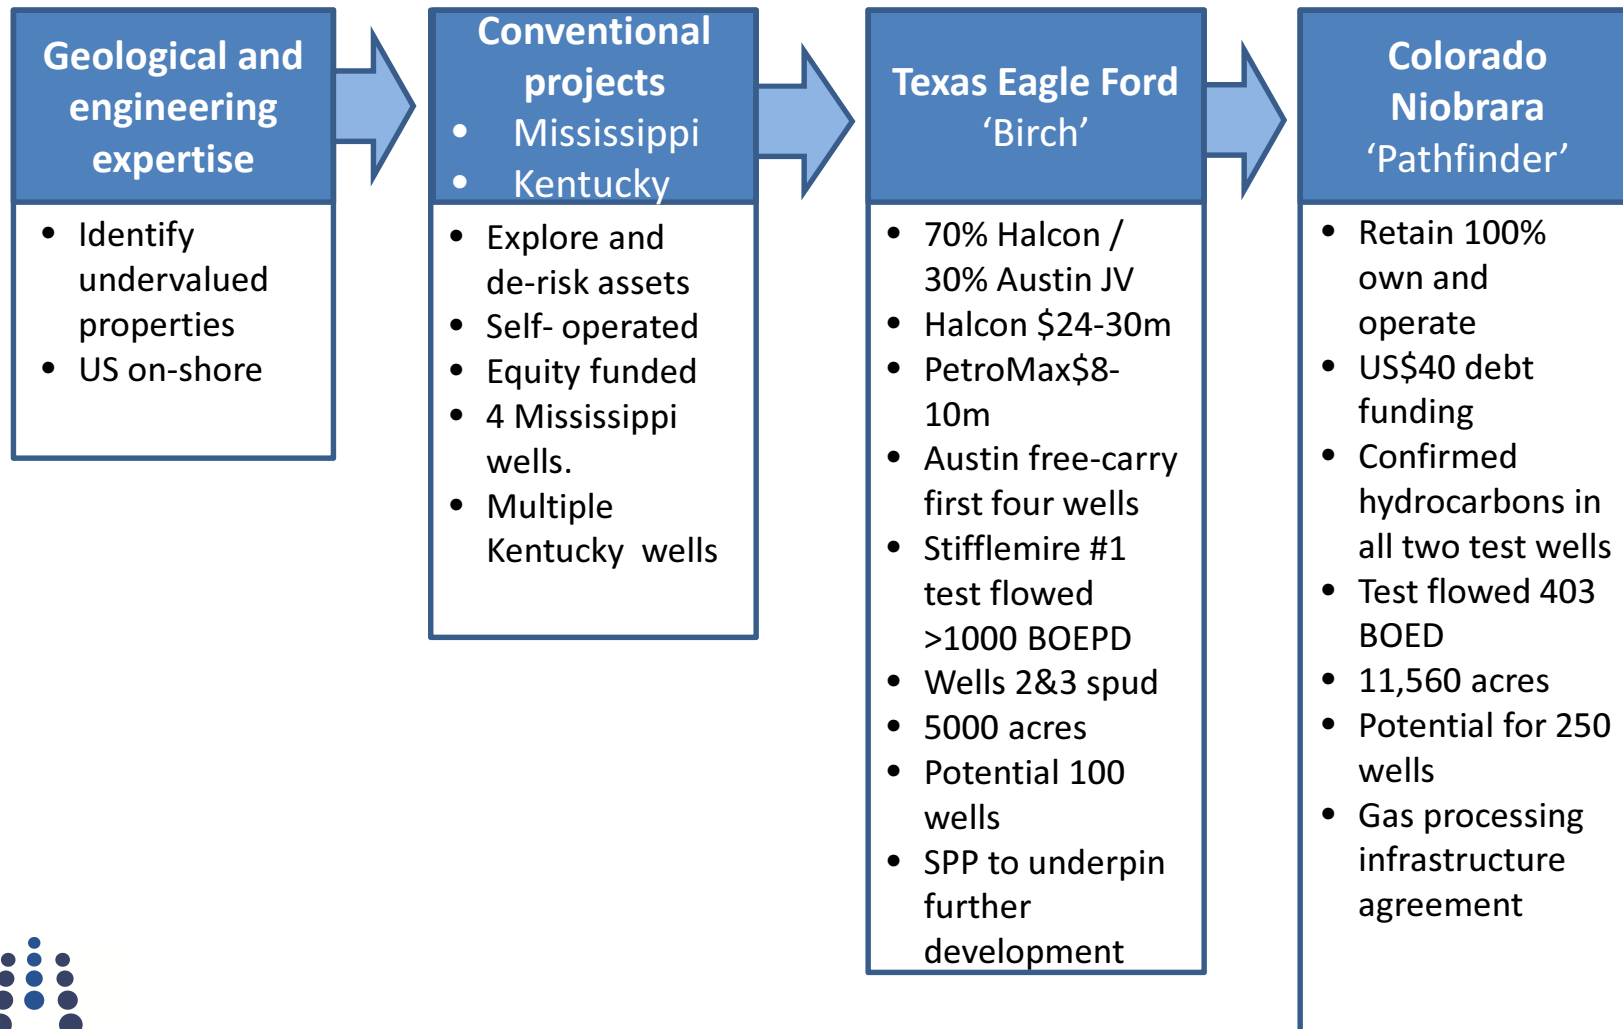 Geological and
engineering
expertise
• Identify
undervalued
properties
• US on-shore
Conventional
projects
• Mississippi
• Kentucky
• Explore and
de-risk assets
• Self- operated
• Equity funded
• 4 Mississippi
wells.
• Multiple
Kentucky  wells
Texas Eagle Ford
‘Birch’
• 70% Halcon /
30% Austin JV
• Halcon $24-30m
• PetroMax$8-
10m
• Austin free-carry
first four wells
• Stifflemire #1
test flowed
>1000 BOEPD
• Wells 2&3 spud
• 5000 acres
• Potential 100
wells
• SPP to underpin
further
development
Colorado
Niobrara
‘Pathfinder’
• Retain 100%
own and
operate
• US$40 debt
funding
• Confirmed
hydrocarbons in
all two test wells
• Test flowed 403
BOED
• 11,560 acres
• Potential for 250
wells
• Gas processing
infrastructure
agreement